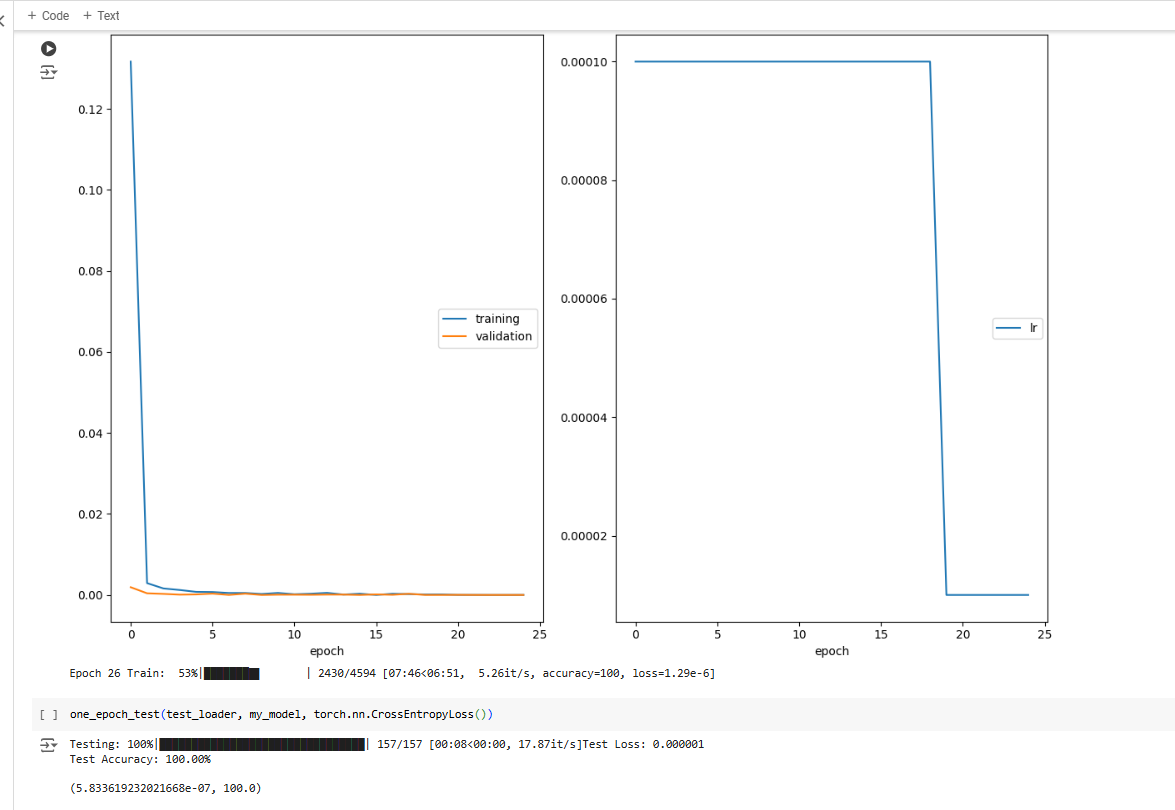 + Code + Text
0.12
0.10
0.08
0.06
0.04
0.02
0.00
training
validation
0 5 10 15 20 25
epoch
0.00010
0.00008
0.00006
0.00004
0.00002
lr
0 5 10 15 20 25
epoch
Epoch 26 Train: 53%| | 2430/4594 [07:46<06:51, 5.26it/s, accuracy=100, loss=1.29e-6]
[ ] one_epoch_test(test_loader, my_model, torch.nn.CrossEntropyLoss())
Testing: 100%| | 157/157 [00:08<00:00, 17.87it/s]Test Loss: 0.000001
Test Accuracy: 100.00%
(5.833619232021668e-07, 100.0)